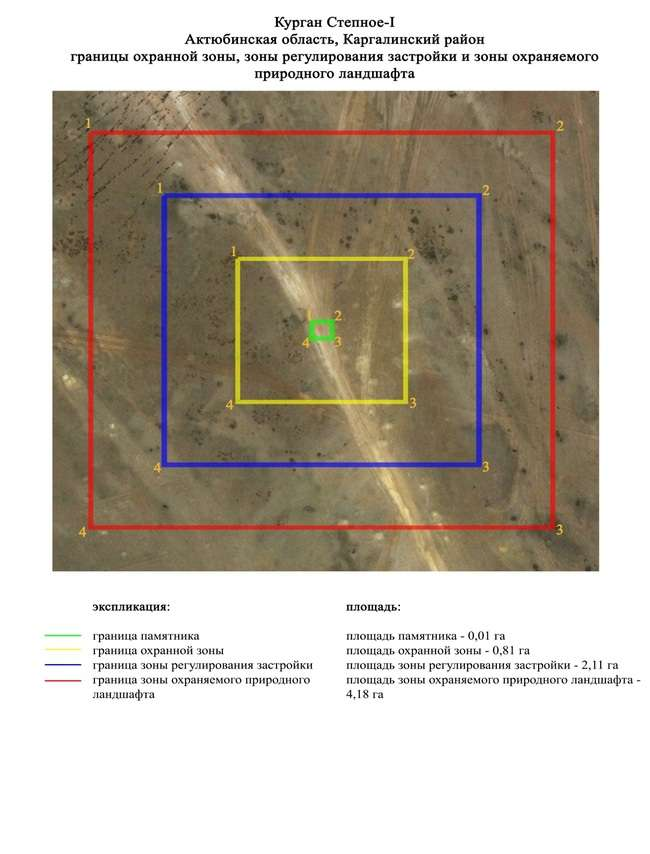 Курган Степное-I
Актюбинская область, Каргалинский район
границы охранной зоны, зоны регулирования застройки и зоны охраняемого
природного ландшафта
1
2
1
2
1
2
1
2
4
3
4
3
4
3
4
3
экспликация:
площадь:
граница памятника
площадь памятника - 0,01 га
граница охранной зоны
площадь охранной зоны - 0,81 га
граница зоны регулирования застройки
площадь зоны регулирования застройки - 2,11 га
граница зоны охраняемого природного
ландшафта
площадь зоны охраняемого природного ландшафта -
4,18 га